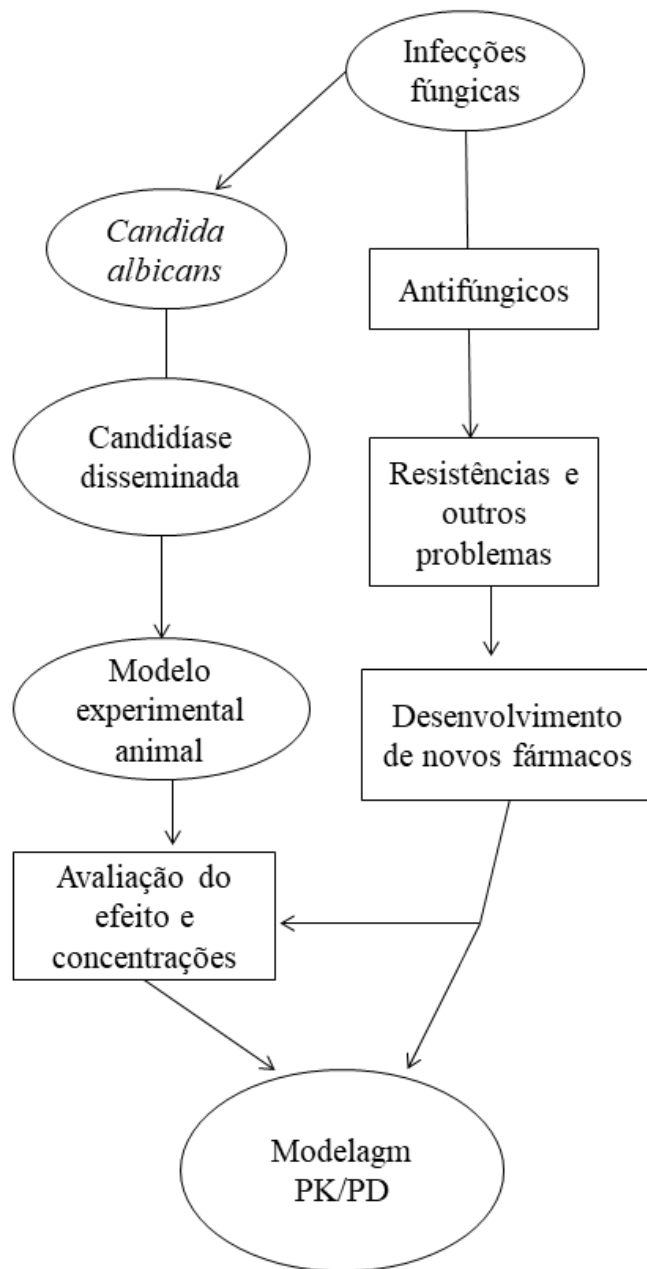 Infecções
fúngicas
Candida
albicans
Antifúngicos
Candidíase
disseminada
Resistências e
outros
problemas
Modelo
experimental
animal
Desenvolvimento
de novos fármacos
Avaliação do
efeito e
concentrações
Modelagm
PK/PD